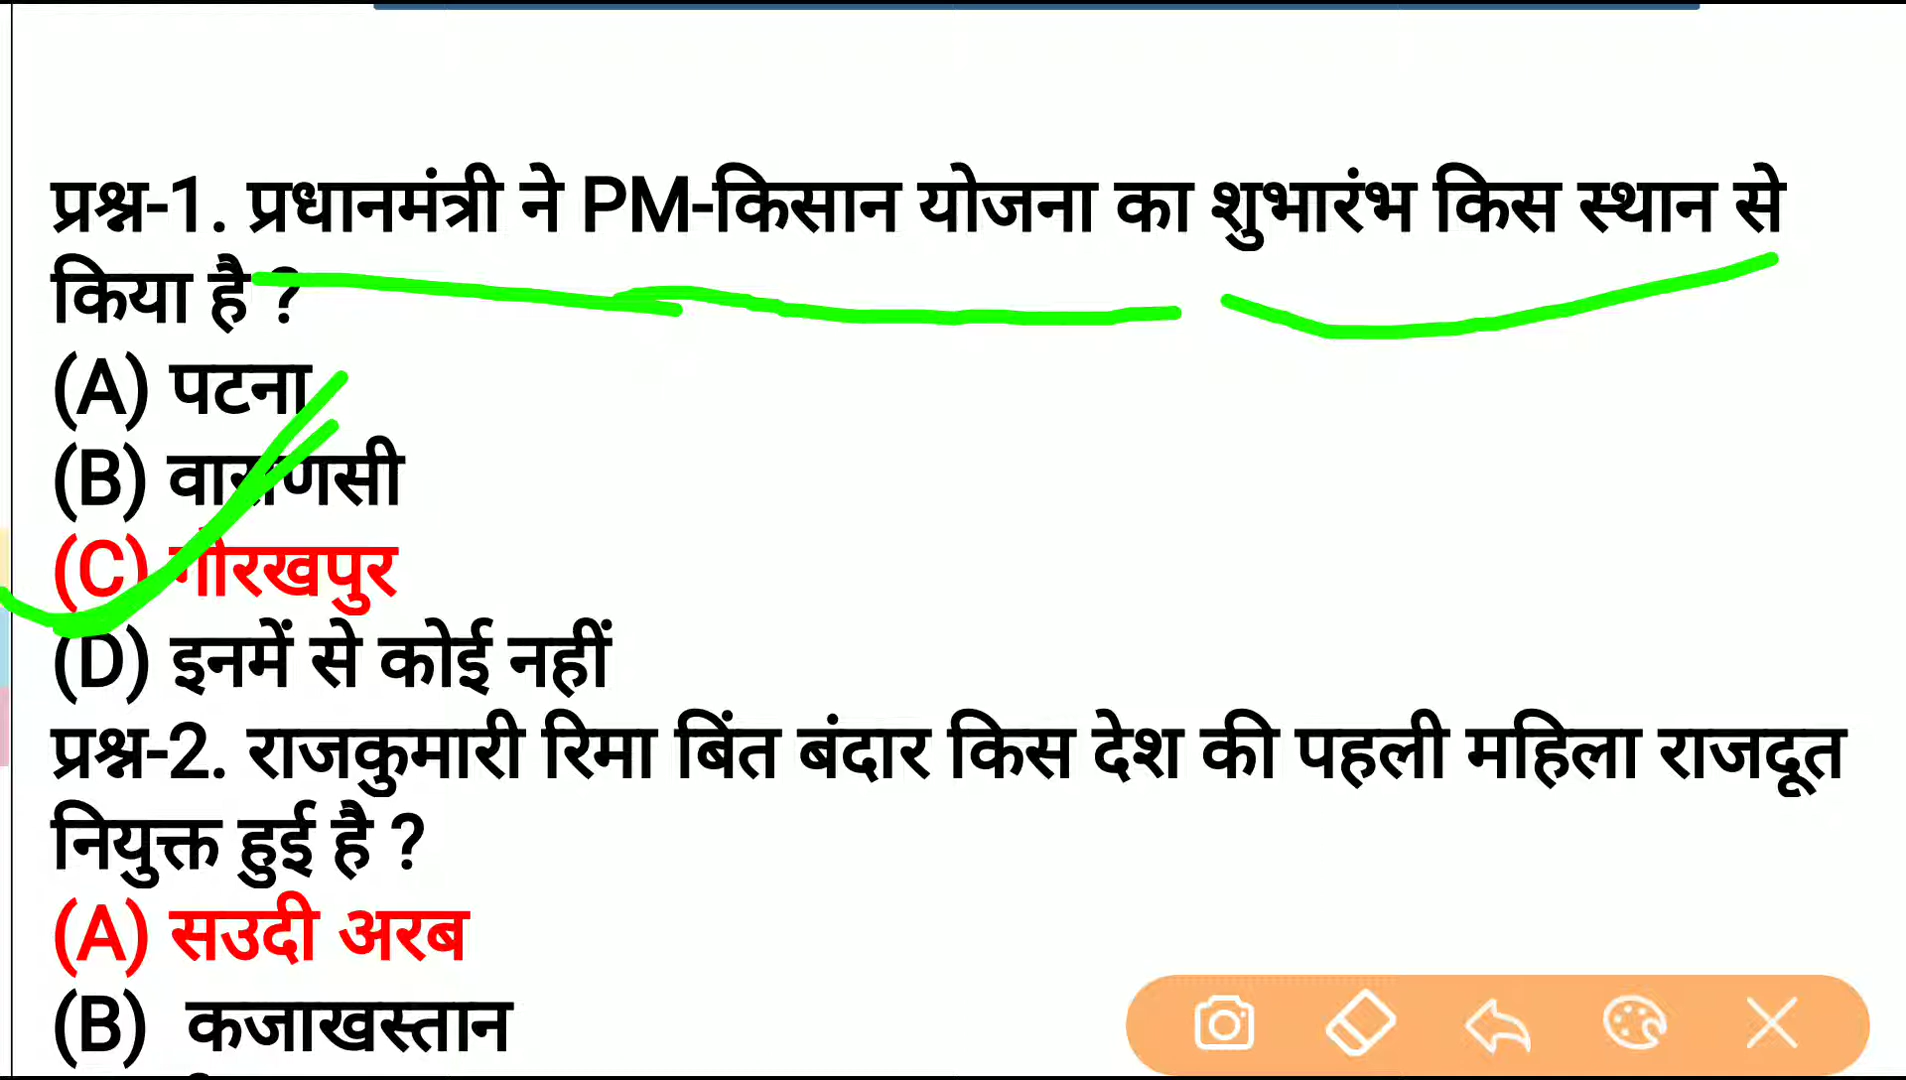 प्रश्न-1. प्रधानमंत्री ने PM-किसान योजना का शुभारंभ किस स्थान से
किया है ?
(A) पटना
(B) वाराणसी
(C) गोरखपुर
(D) इनमें से कोई नहीं
प्रश्न-2. राजकुमारी रिमा बिंत बंदार किस देश की पहली महिला राजदूत
नियुक्त हुई है ?
(A) सउदी अरब
(B) कजाखस्तान